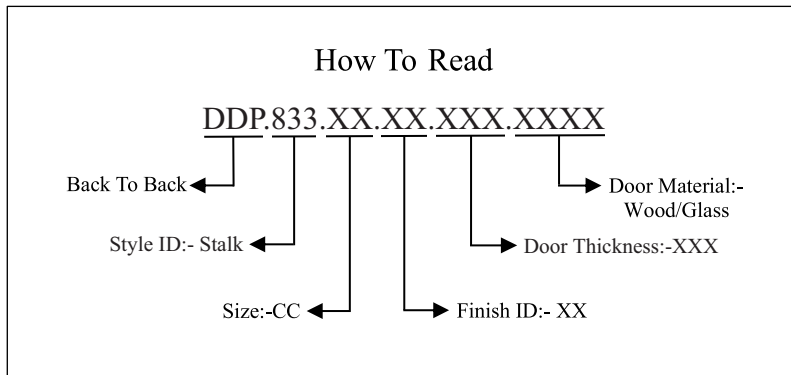 How To Read
DDP.833.XX.XX.XXX.XXXX
Back To Back
Door Material:-
Wood/Glass
Style ID:- Stalk
Door Thickness:-XXX
Size:-CC
Finish ID:- XX